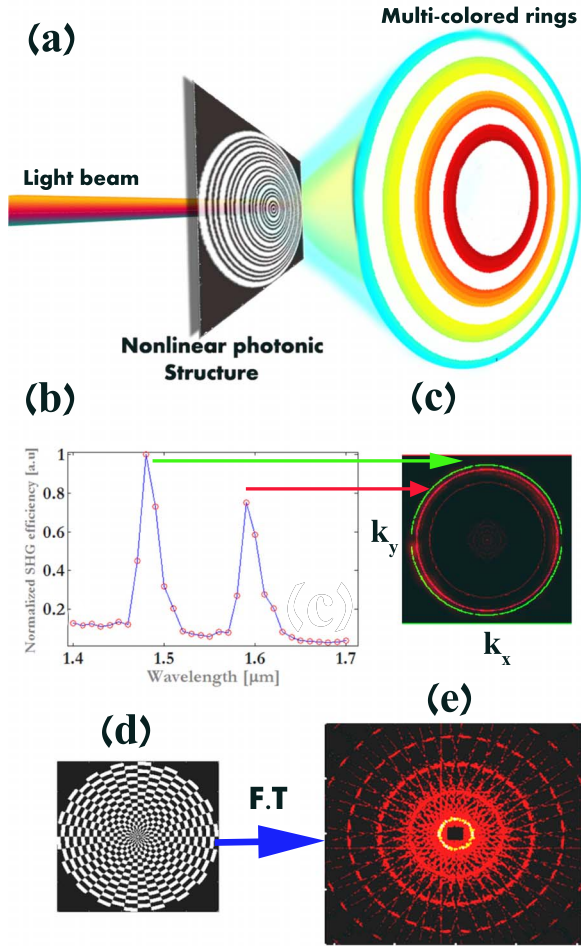 Multi-colored rings
(a)
Light beam
Nonlinear photonic
Structure
(b)
(c)
Normalized SHG efficiency [a.u]
1
0.8
0.6
0.4
0.2
1.4
1.5
1.6
1.7
Wavelength [μm]
(c)
k_y
k_x
(d)
(e)
F.T